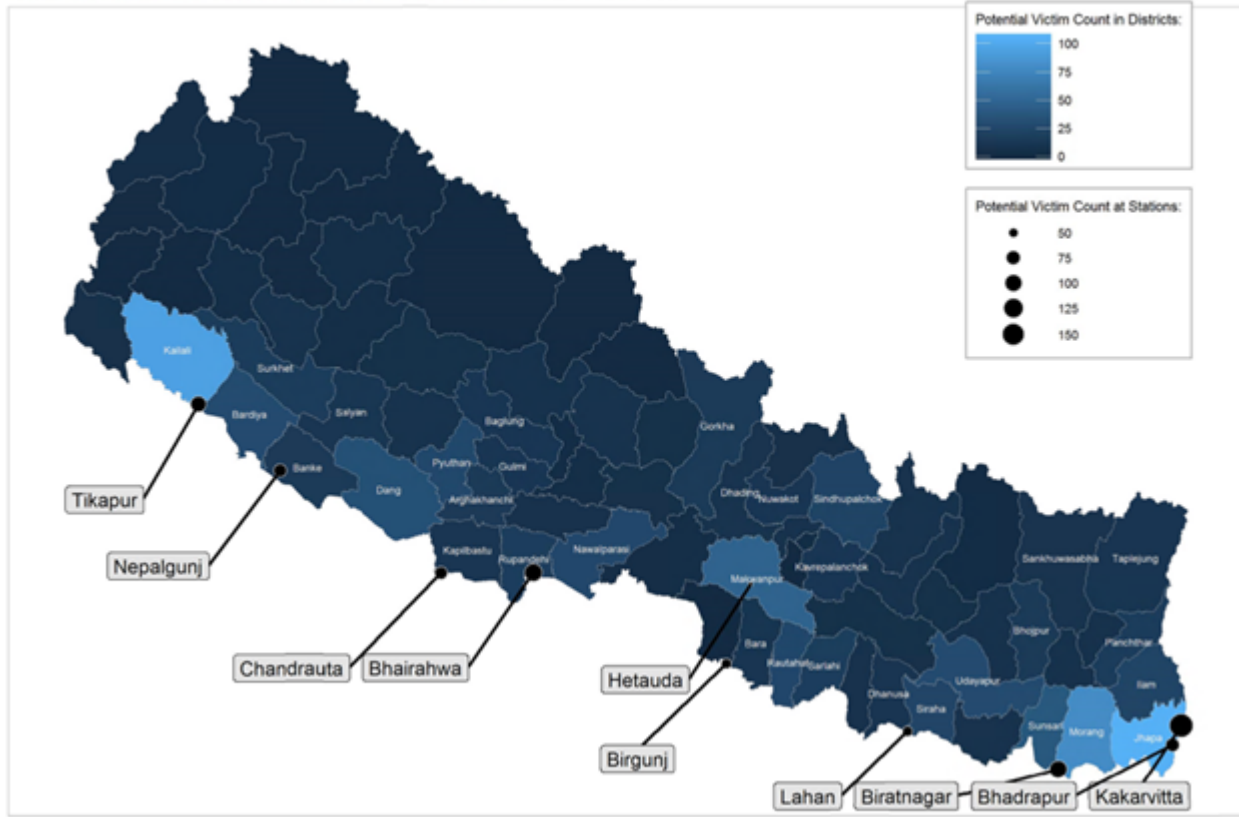 Potential Victim Count in Districts:
100
75
50
25
0
Potential Victim Count at Stations:
50
75
100
125
150
Kailali
Surkhet
Bardiya
Salyan
Baglung
Gorkha
Banke
Pyuthan
Gulmi
Dang
Arghakhanchi
Dhading
Nuwakot
Sindhupalchok
Tikapur
Nepalgunj
Kapilbastu
Rupandehi
Nawalparasi
Makwanpur
Kavrepalanchok
Sankhuwasabha
Taplejung
Bhojpur
Panchthar
Bara
Rautahat
Sarlahi
Dhanusa
Siraha
Udayapur
Ilam
Sunsari
Morang
Jhapa
Chandrauta
Bhairahwa
Hetauda
Birgunj
Lahan
Biratnagar
Bhadrapur
Kakarvitta